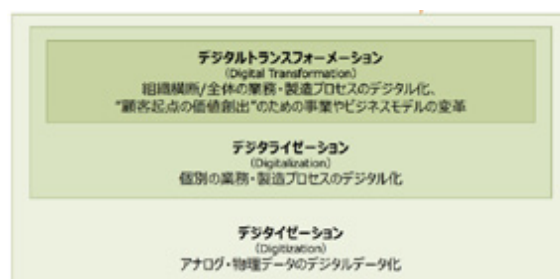 デジタルトランスフォーメーション
(Digital Transformation)
組織横断/全体の業務・製造プロセスのデジタル化、
“顧客起点の価値創出”のための事業やビジネスモデルの変革
デジタライゼーション
(Digitalization)
個別の業務・製造プロセスのデジタル化
デジタイゼーション
(Digitization)
アナログ・物理データのデジタルデータ化